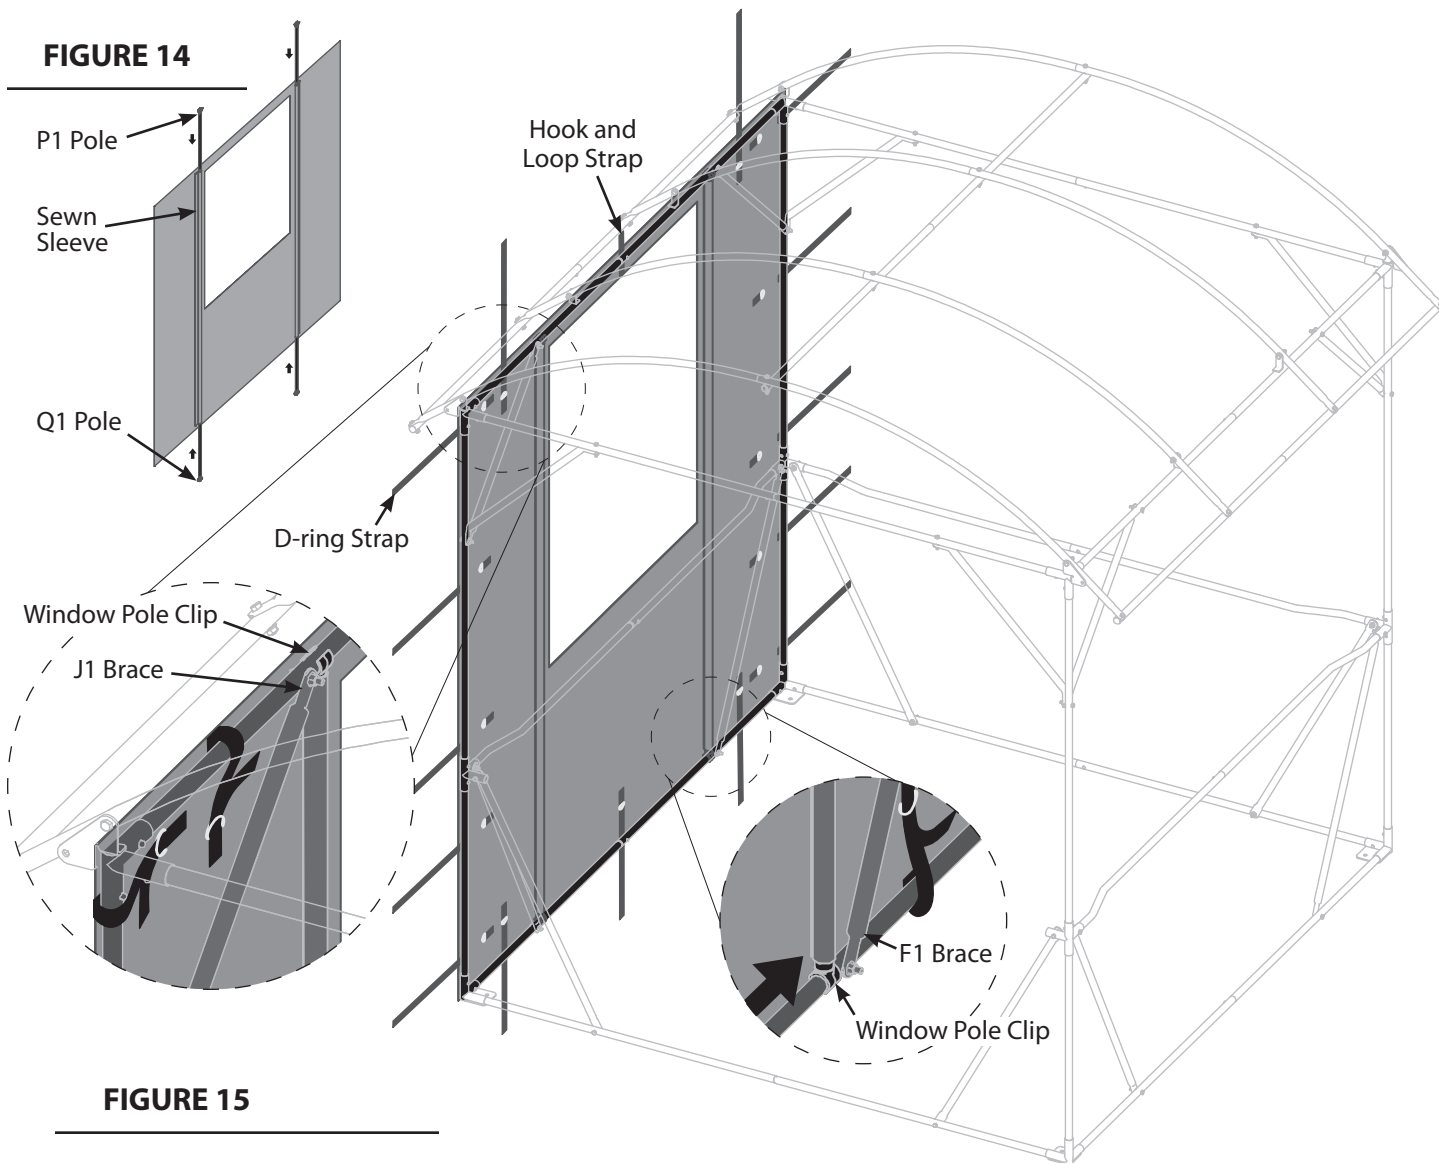 FIGURE 14
P1 Pole
Sewn
Sleeve
Q1 Pole
Hook and
Loop Strap
D-ring Strap
Window Pole Clip
J1 Brace
F1 Brace
Window Pole Clip
FIGURE 15